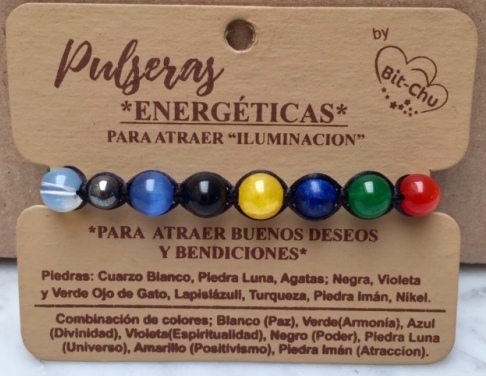 by
Bit-Chu
Pulseras
*ENERGÉTICAS*
PARA ATRAER “ILUMINACION”
*PARA ATRAER BUENOS DESEOS
Y BENDICIONES*
Piedras: Cuarzo Blanco, Piedra Luna, Agatas; Negra, Violeta
y Verde Ojo de Gato, Lapislázuli, Turqueza, Piedra Imán, Nikel.
Combinación de colores; Blanco (Paz), Verde(Armonía), Azul
(Divinidad), Violeta(Espiritualidad), Negro (Poder), Piedra Luna
(Universo), Amarillo (Positivismo), Piedra Imán (Atraccion).